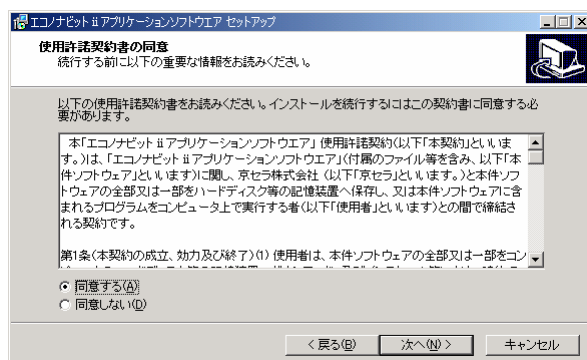 エコノナビット ii アプリケーションソフトウエア セットアップ
使用許諾契約書の同意
続行する前に以下の重要な情報をお読みください。
以下の使用許諾契約書をお読みください。インストールを続行するにはこの契約書に同意する必
要があります。
本「エコノナビット ii アプリケーションソフトウエア」 使用許諾契約(以下「本契約」といいま
す。)は、「エコノナビット ii アプリケーションソフトウエア」(付属のファイル等を含み、以下「本
件ソフトウェア」といいます)に関し、京セラ株式会社 (以下「京セラ」といいます。)と本件ソフ
トウェアの全部又は一部をハードディスク等の記憶装置へ保存し、又は本件ソフトウェアに含
まれるプログラムをコンピュータ上で実行する者(以下「使用者」といいます)との間で締結さ
れる契約です。
第1条(本契約の成立、効力及び終了)(1) 使用者は、本件ソフトウェアの全部又は一部をコン
同意する(A)
同意しない(D)
< 戻る(B)
次へ(N) >
キャンセル